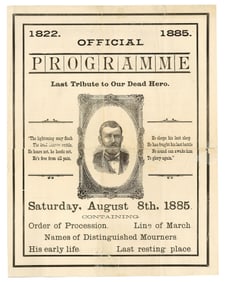 1822. 1885.
OFFICIAL
PROGRAMME
Last Tribute to Our Dead Hero.
"The lightening may flash
The loud cannon rattle,
He heeds not, he hears not,
He's free from all pain.
He sleeps his last sleep
He has fought his last battle
No sound can awake him
To glory again."
Saturday, August 8th, 1885.
CONTAINING
Order of Procession. Line of March.
Names of Distinguished Mourners
His early life. Last resting place